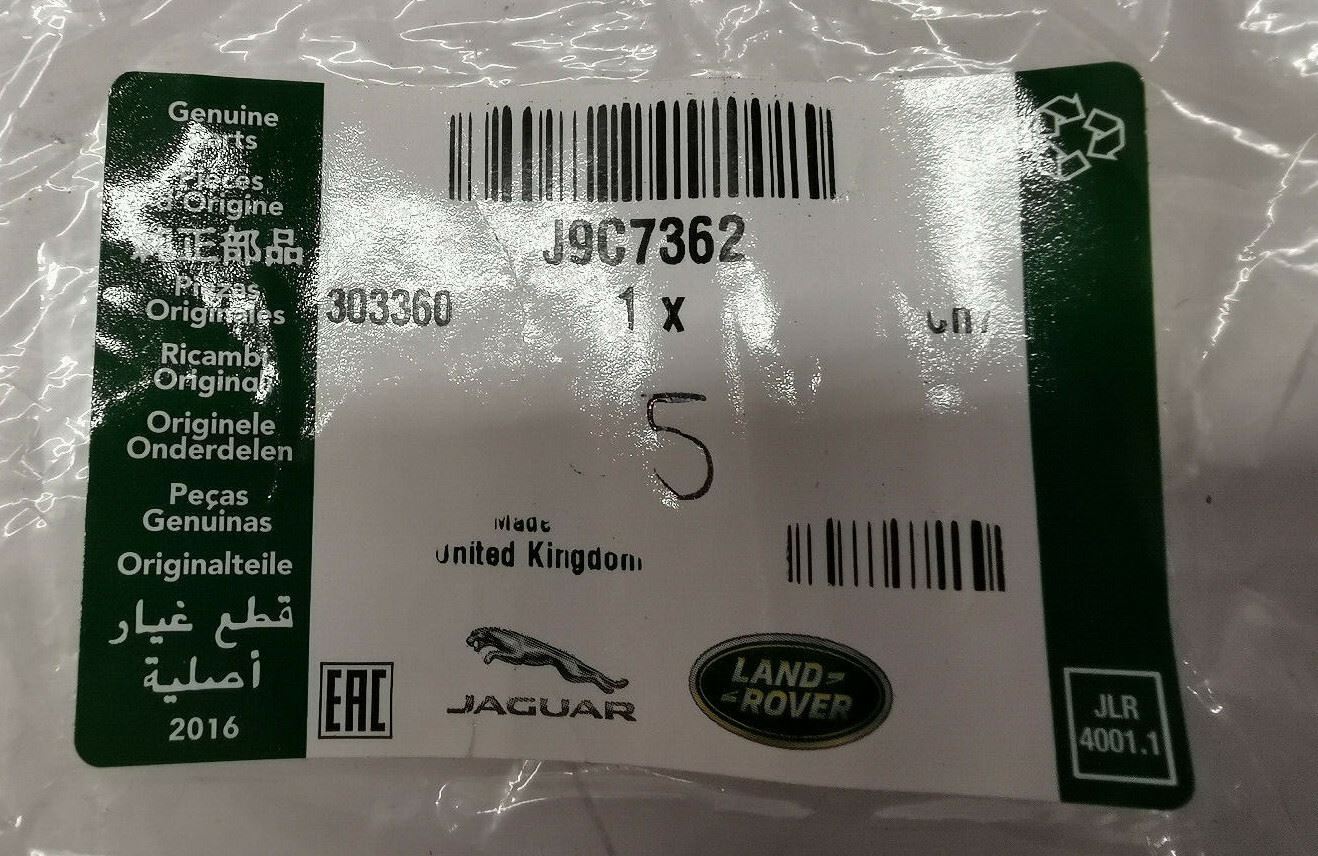 Genuine
Parts
Pièces
d'Origine
纯正部品
Piezas
Originales
Ricambi
Originali
Originele
Onderdelen
Peças
Genuinas
Originalteile
قطع غيار
أصلية
2016
J9C7362
303360
1 x
5
Made
United Kingdom
EAC
JAGUAR
LAND
ROVER
JLR
4001.1